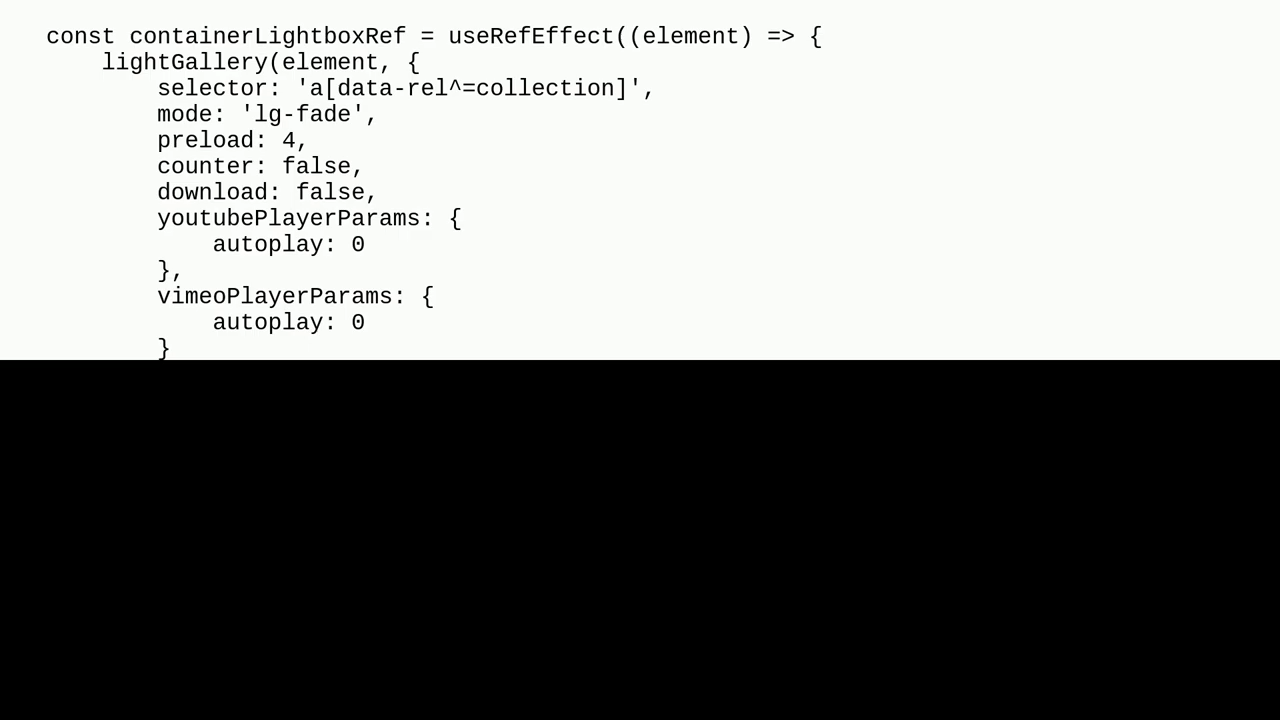 const containerLightboxRef = useRefEffect((element) => {
    lightGallery(element, {
        selector: 'a[data-rel^=collection]',
        mode: 'lg-fade',
        preload: 4,
        counter: false,
        download: false,
        youtubePlayerParams: {
            autoplay: 0
        },
        vimeoPlayerParams: {
            autoplay: 0
        }